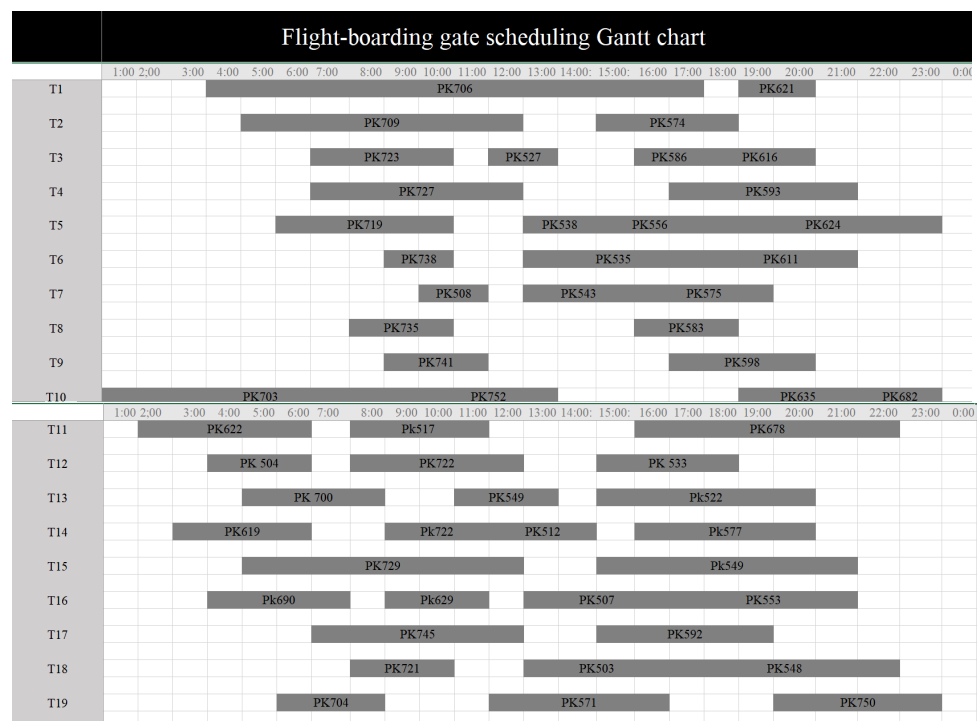 Flight-boarding gate scheduling Gantt chart
1:00 2;00 3:00 4:00 5:00 6:00 7:00 8:00 9:00 10:00 11:00 12:00 13:00 14:00: 15:00: 16:00 17:00 18:00 19:00 20:00 21:00 22:00 23:00 0:00
T1 PK706 PK621
T2 PK709 PK574
T3 PK723 PK527 PK586 PK616
T4 PK727 PK593
T5 PK719 PK538 PK556 PK624
T6 PK738 PK535 PK611
T7 PK508 PK543 PK575
T8 PK735 PK583
T9 PK741 PK598
T10 PK703 PK752 PK635 PK682
1:00 2;00 3:00 4:00 5:00 6:00 7:00 8:00 9:00 10:00 11:00 12:00 13:00 14:00: 15:00: 16:00 17:00 18:00 19:00 20:00 21:00 22:00 23:00 0:00
T11 PK622 Pk517 PK678
T12 PK 504 PK722 PK 533
T13 PK 700 PK549 Pk522
T14 PK619 Pk722 PK512 Pk577
T15 PK729 Pk549
T16 Pk690 Pk629 PK507 PK553
T17 PK745 PK592
T18 PK721 PK503 PK548
T19 PK704 PK571 PK750